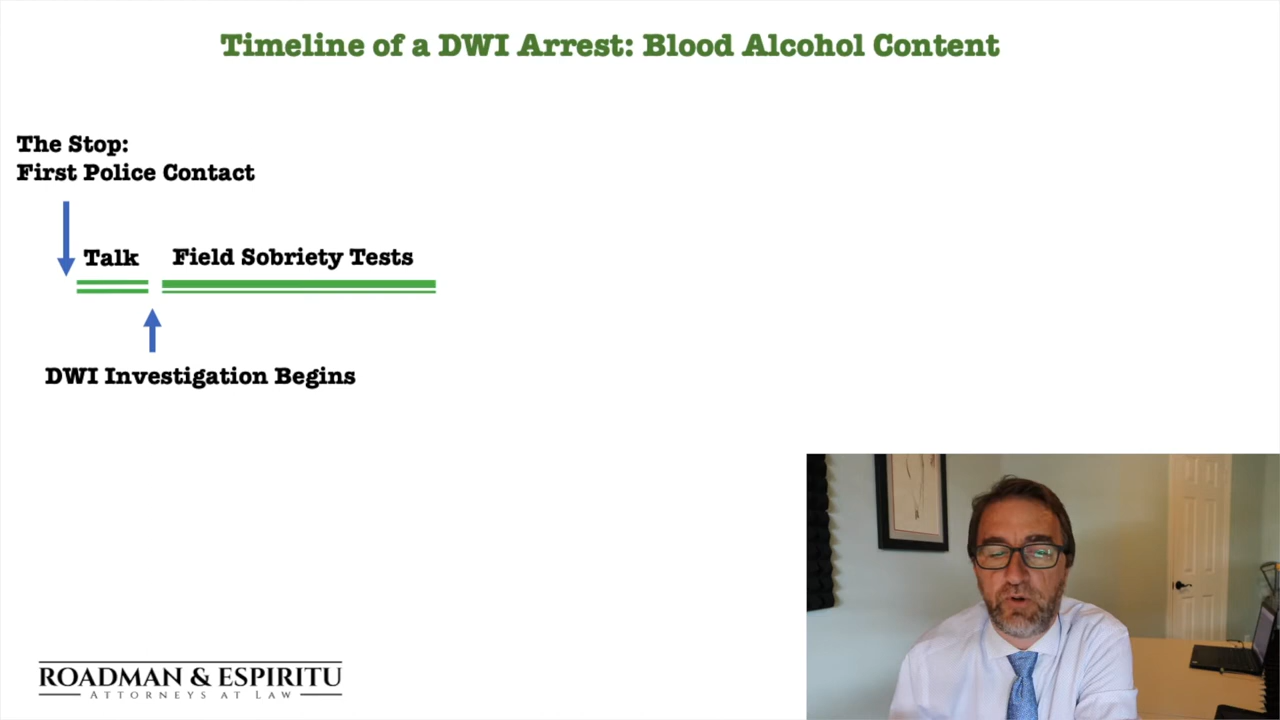 Timeline of a DWI Arrest: Blood Alcohol Content
The Stop:
First Police Contact
Talk
Field Sobriety Tests
DWI Investigation Begins
ROADMAN & ESPIRITU
ATTORNEYS AT LAW